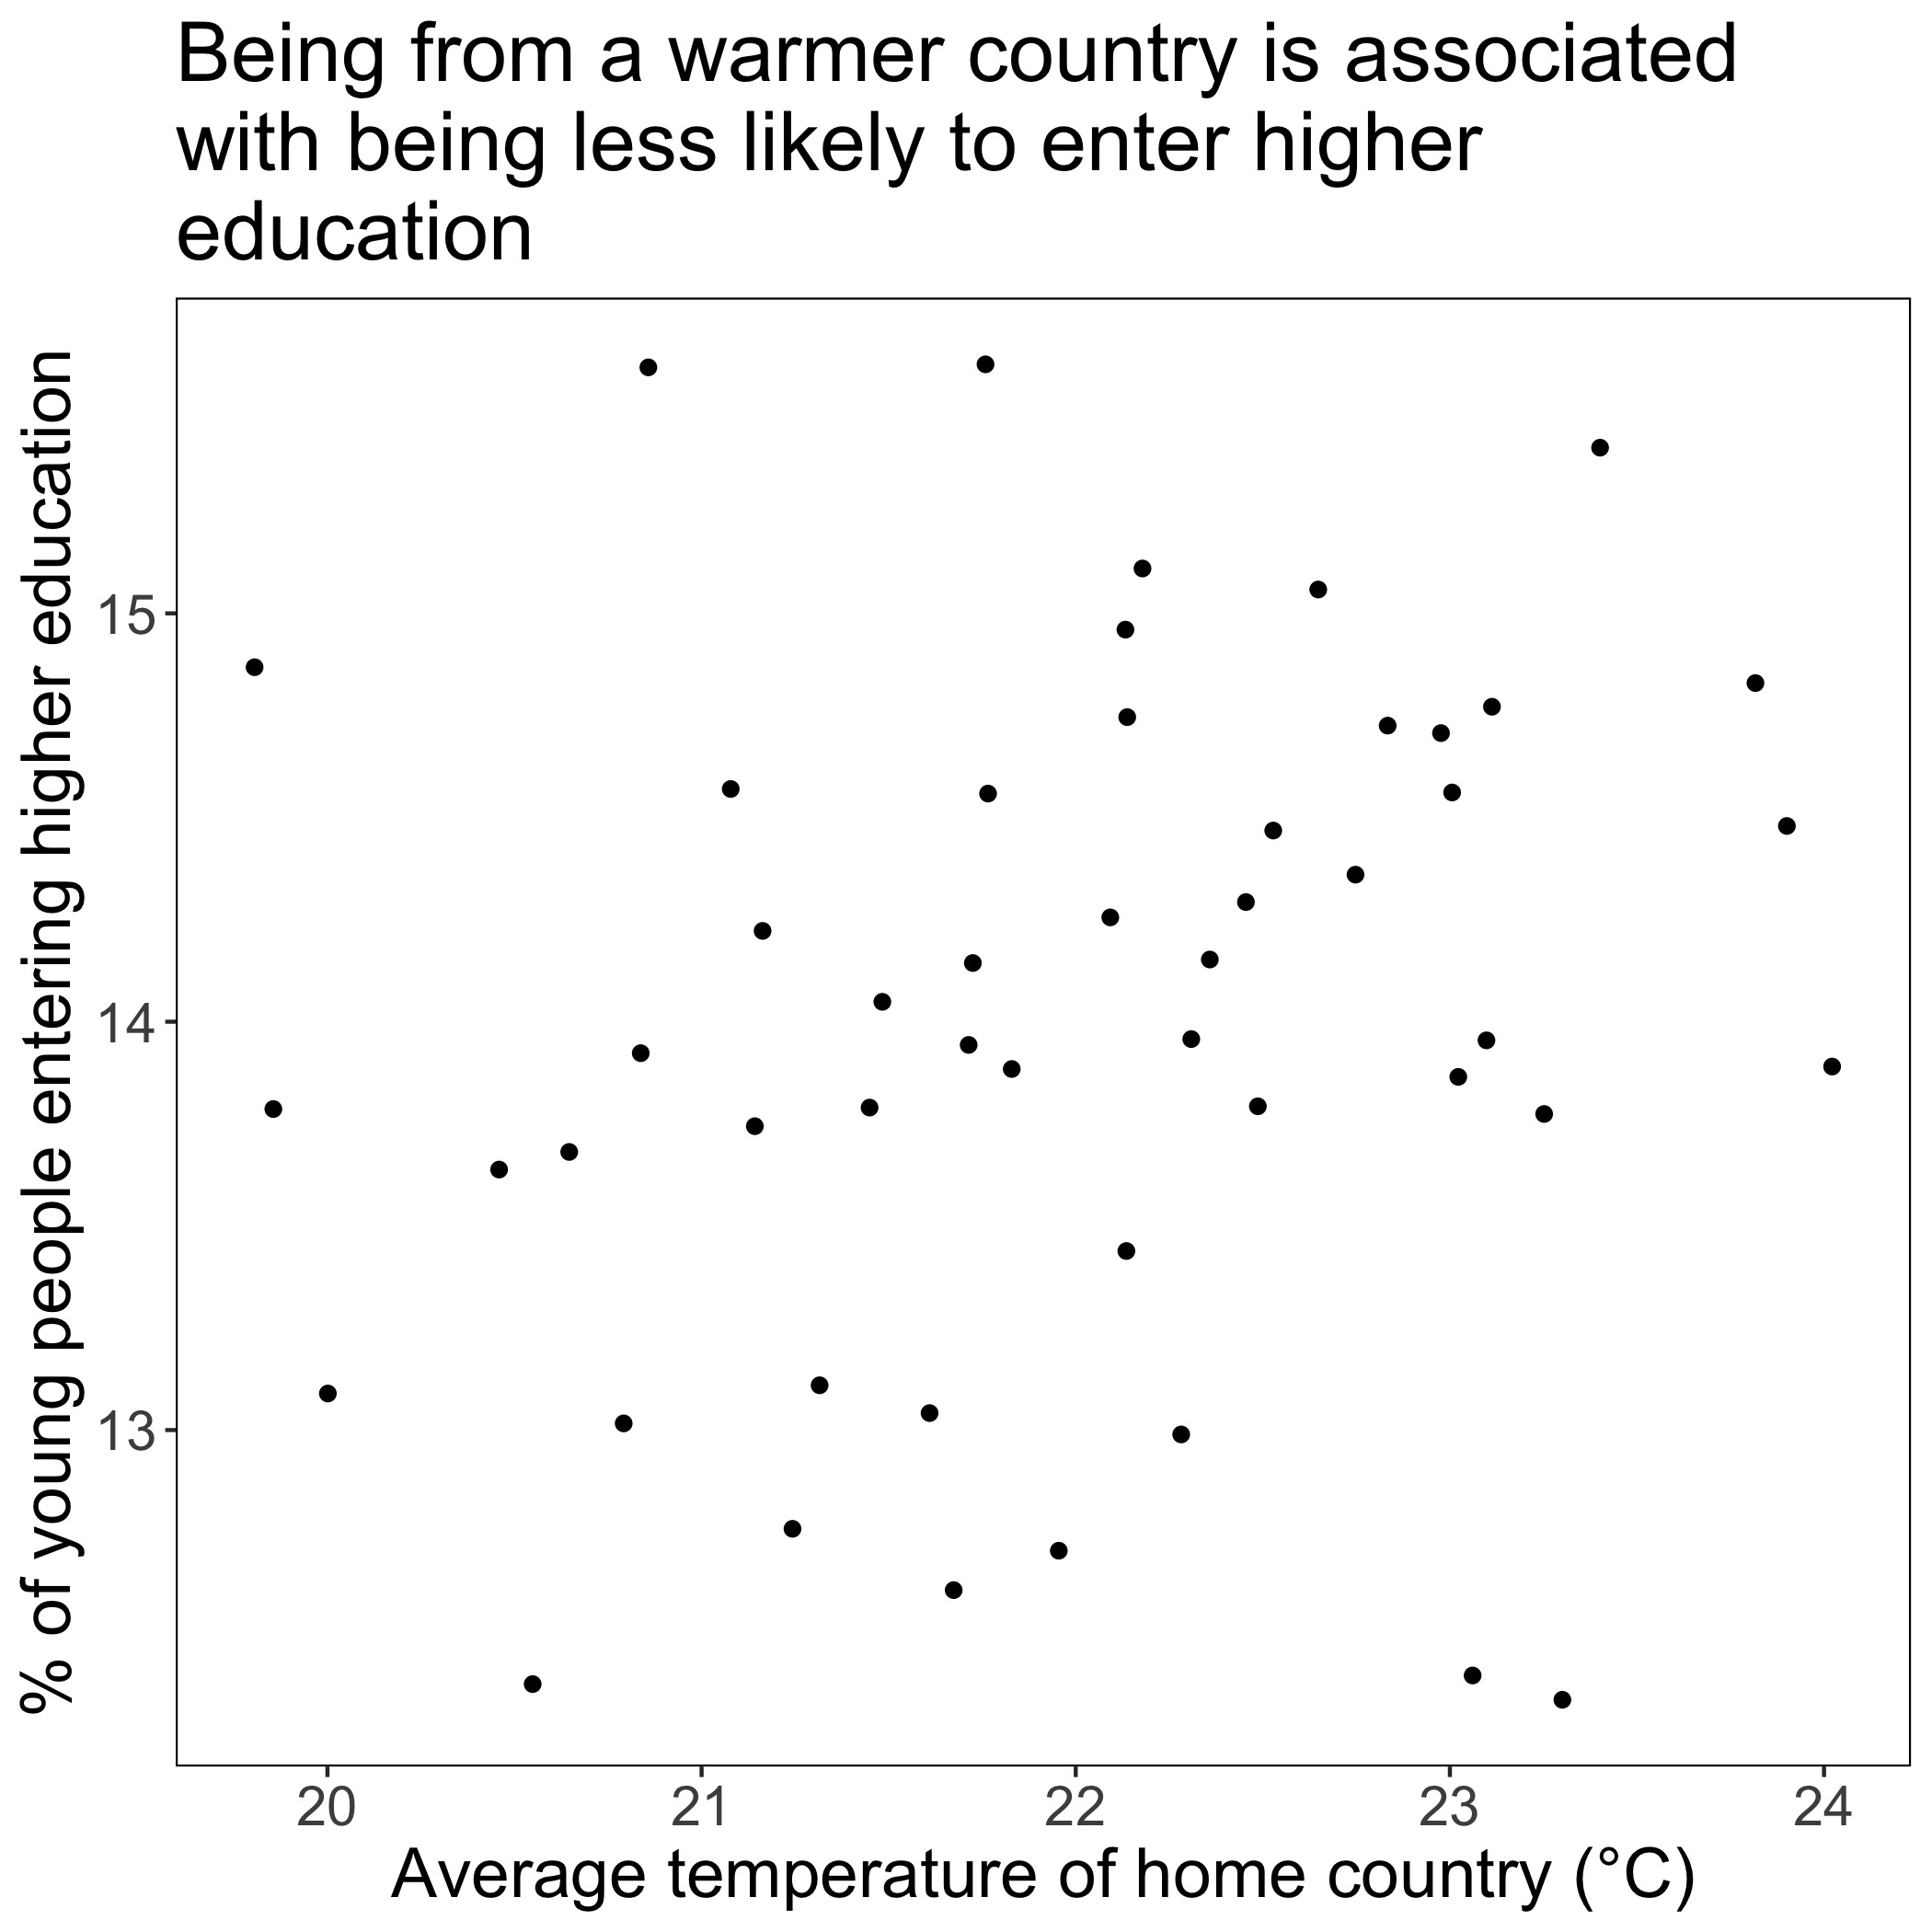 Being from a warmer country is associated
with being less likely to enter higher
education
% of young people entering higher education
15
14
13
20 21 22 23 24
Average temperature of home country (°C)